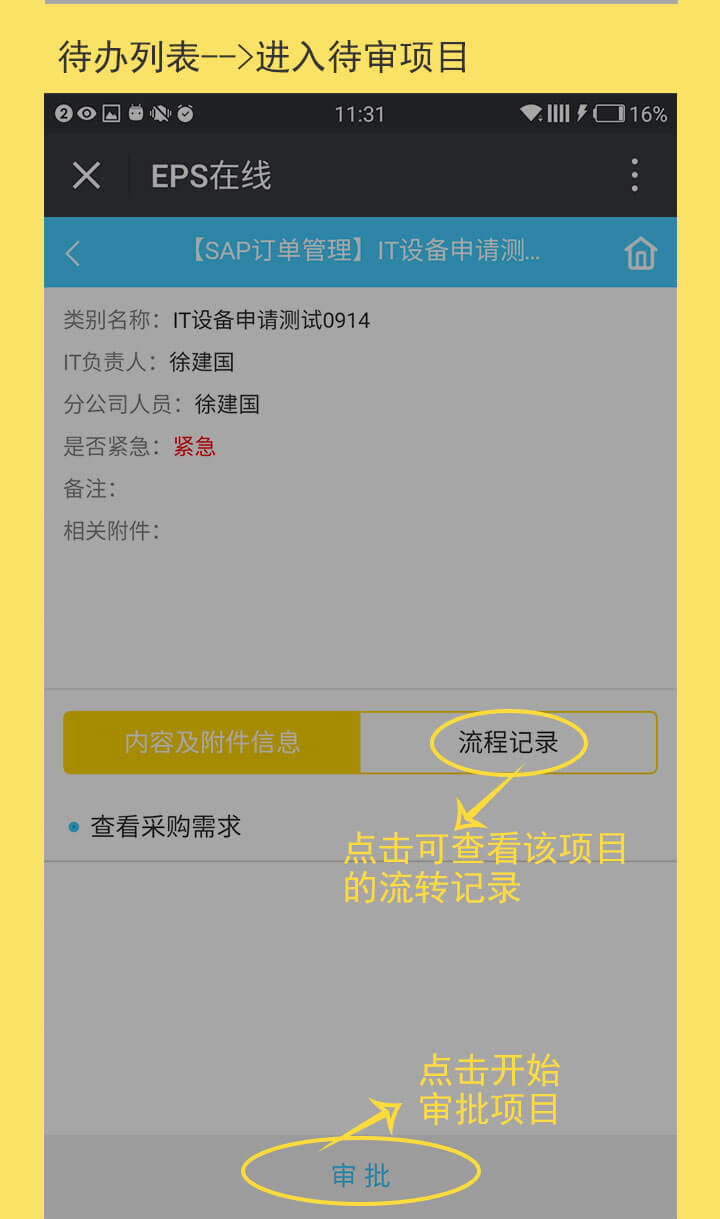 待办列表-->进入待审项目
2 11:31 16%
EPS在线
【SAP订单管理】IT设备申请测...
类别名称：IT设备申请测试0914
IT负责人：徐建国
分公司人员：徐建国
是否紧急：紧急
备注：
相关附件：
内容及附件信息 流程记录
查看采购需求
点击可查看该项目
的流转记录
点击开始
审批项目
审 批